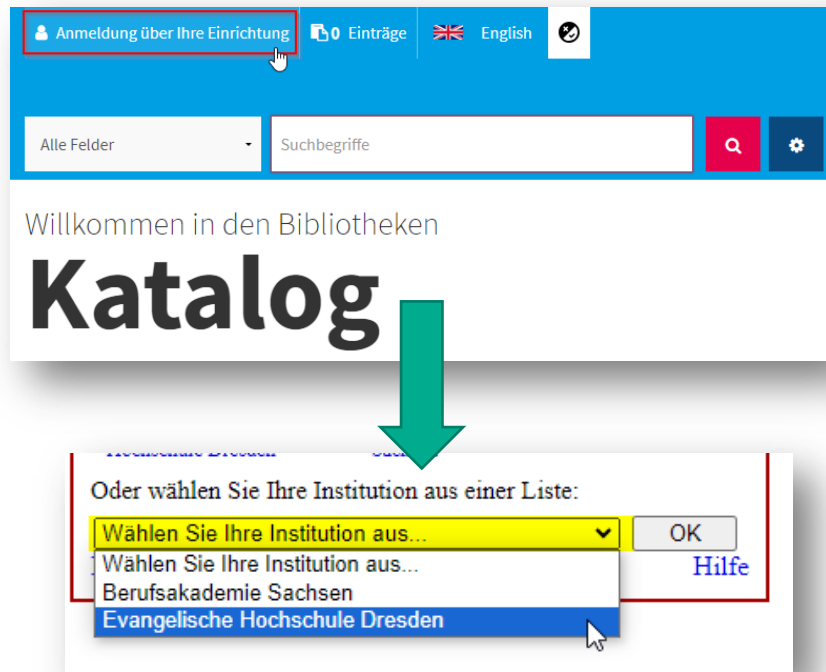 Anmeldung über Ihre Einrichtung 0 Einträge English
Alle Felder Suchbegriffe
Willkommen in den Bibliotheken
Katalog
Hochschule Dresden
Oder wählen Sie Ihre Institution aus einer Liste:
Wählen Sie Ihre Institution aus... OK
Wählen Sie Ihre Institution aus... Hilfe
Berufsakademie Sachsen
Evangelische Hochschule Dresden